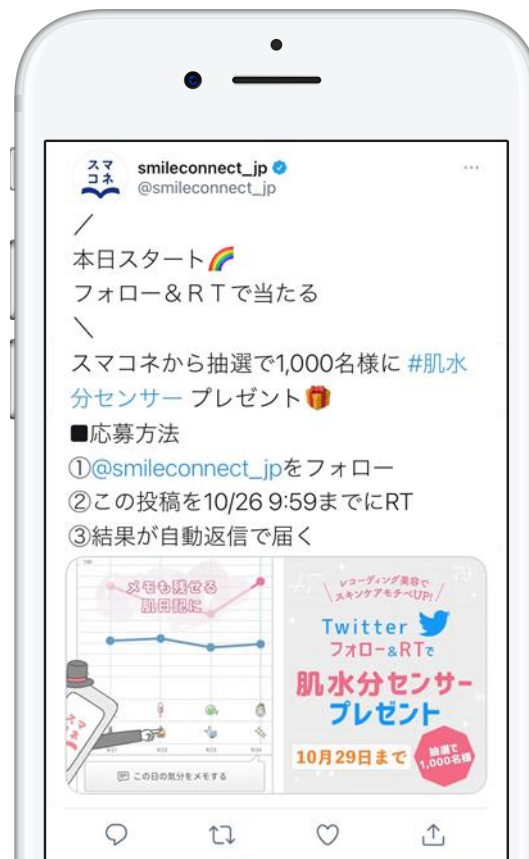 スマ
コネ
smileconnect_jp
@smileconnect_jp
／
本日スタート🌈
フォロー＆ＲＴで当たる
＼
スマコネから抽選で1,000名様に #肌水
分センサー プレゼント🎁
■応募方法
①@smileconnect_jpをフォロー
②この投稿を10/26 9:59までにRT
③結果が自動返信で届く
メモも残せる
肌日記に
9/21 9/22 9/23 9/24
この日の気分をメモする
レコーディング美容で
スキンケアモチベUP!
Twitter
フォロー&RTで
肌水分センサー
プレゼント
10月29日まで
抽選で
1,000名様